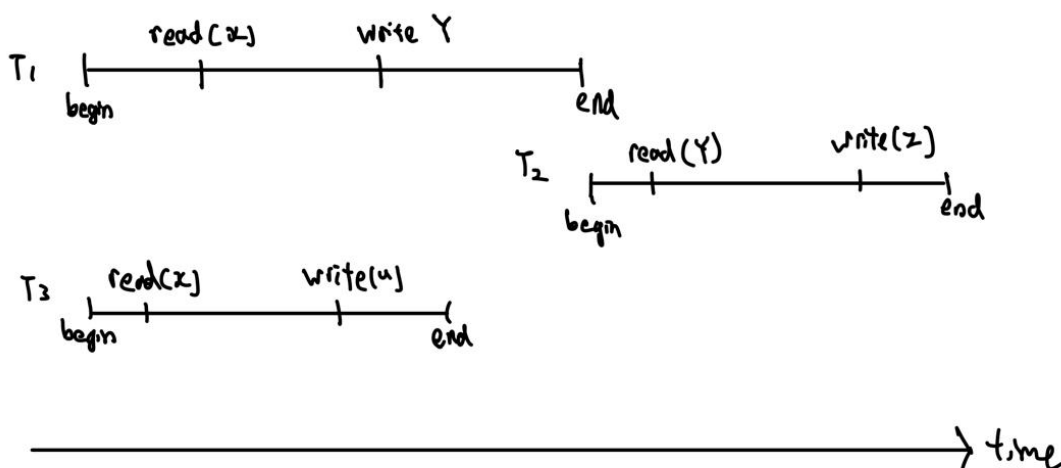 read(x) write Y
T1
begin end
T2 read(Y) write(z)
begin end
T3 read(x) write(u)
begin end
time